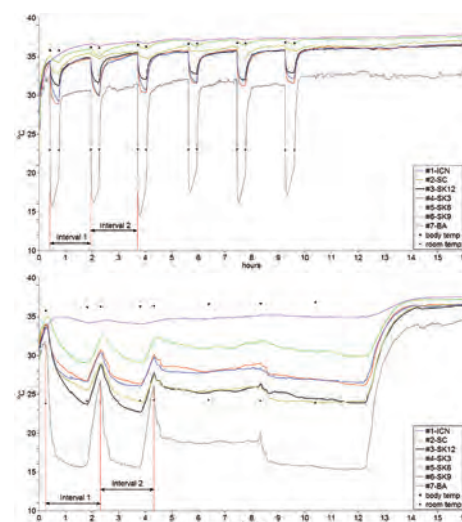 40
35
30
25
20
15
10
°C
Interval 1
Interval 2
0 1 2 3 4 5 6 7 8 9 10 11 12 13 14 15 16
hours
#1-ICN
#2-SC
#3-SK12
#4-SK3
#5-SK6
#6-SK9
#7-BA
body temp
room temp
40
35
30
25
20
15
10
°C
Interval 1
Interval 2
0 1 2 3 4 5 6 7 8 9 10 11 12 13 14 15 16
#1-ICN
#2-SC
#3-SK12
#4-SK3
#5-SK6
#6-SK9
#7-BA
body temp
room temp